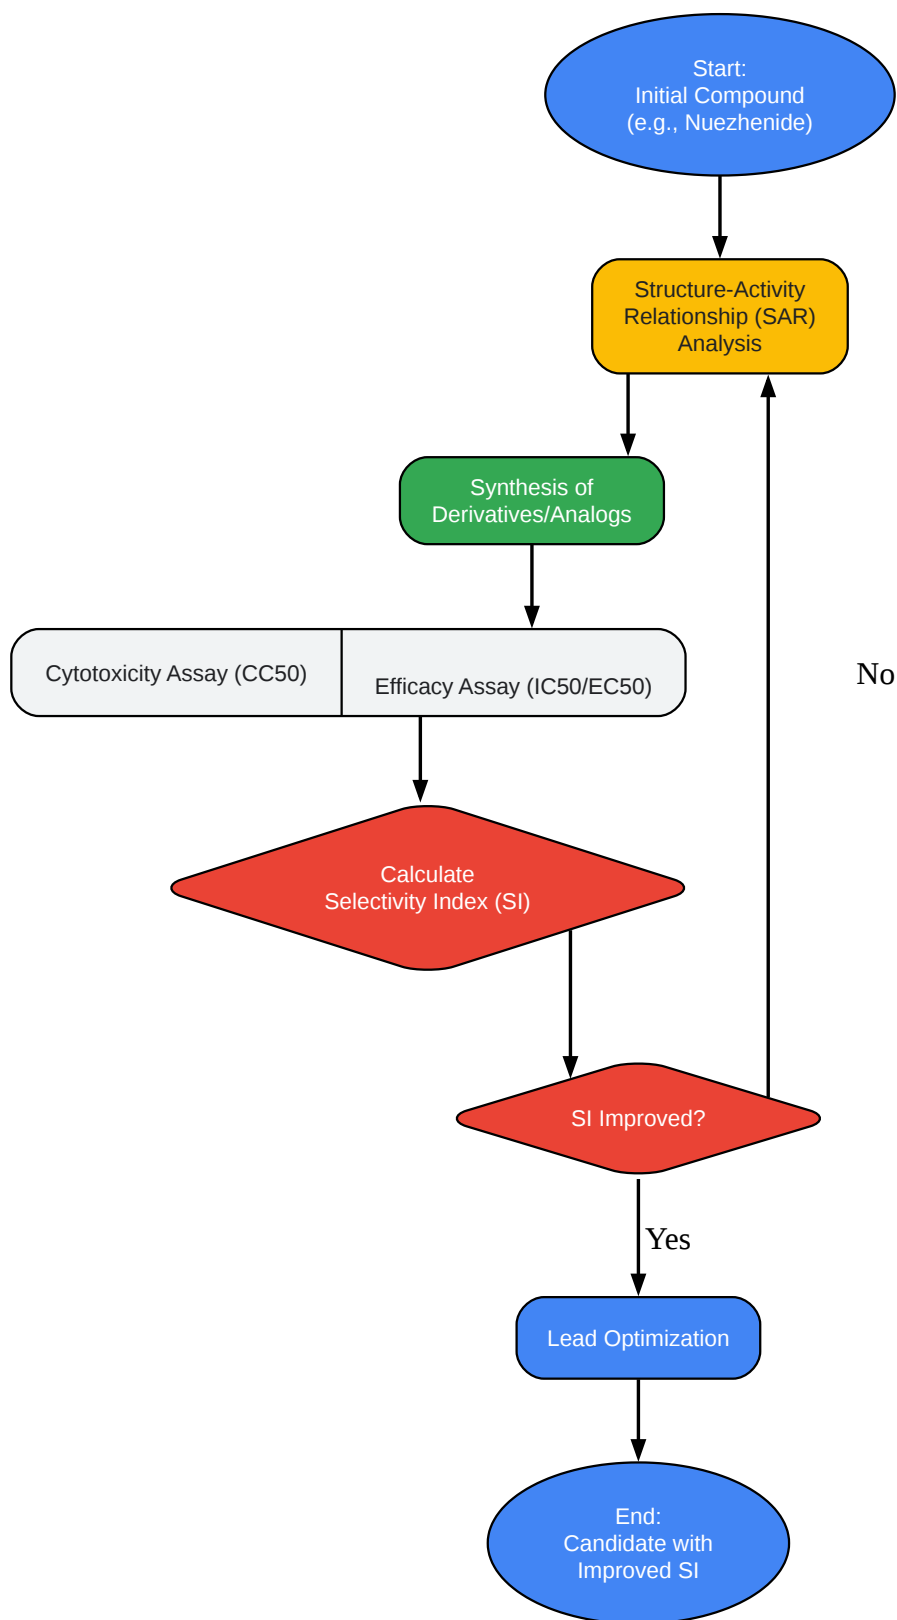 Start:
Initial Compound
(e.g., Nuezhenide)
Structure-Activity
Relationship (SAR)
Analysis
Synthesis of
Derivatives/Analogs
Cytotoxicity Assay (CC50)
Efficacy Assay (IC50/EC50)
No
Calculate
Selectivity Index (SI)
SI Improved?
Yes
Lead Optimization
End:
Candidate with
Improved SI